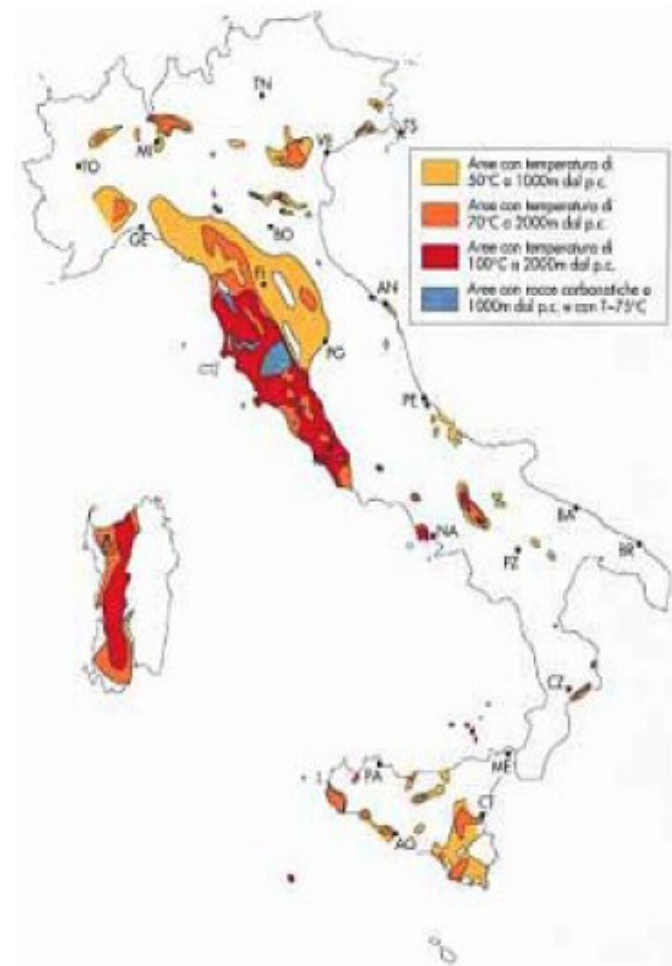 TN
TS
MI
VE
TO
Aree con temperatura di
50°C a 1000m dal p.c.
Aree con temperatura di
70°C a 2000m dal p.c.
Aree con temperatura di
100°C a 2000m dal p.c.
Aree con rocce carbonatiche a
1000m dal p.c. e con T~75°C
GE
BO
FI
AN
PG
PE
NA
BA
BR
PZ
CZ
ME
PA
CT
AG